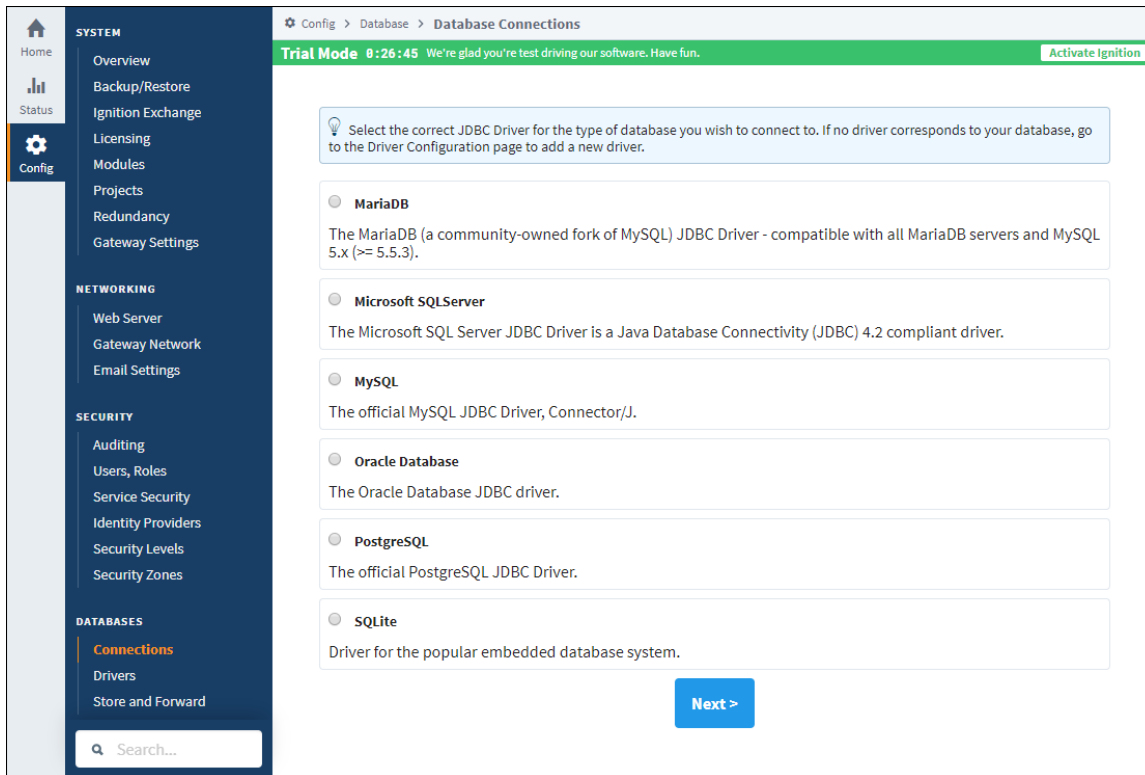 Home
Status
Config
SYSTEM
Overview
Backup/Restore
Ignition Exchange
Licensing
Modules
Projects
Redundancy
Gateway Settings
NETWORKING
Web Server
Gateway Network
Email Settings
SECURITY
Auditing
Users, Roles
Service Security
Identity Providers
Security Levels
Security Zones
DATABASES
Connections
Drivers
Store and Forward
Search...
Config > Database > Database Connections
Trial Mode 0:26:45 We're glad you're test driving our software. Have fun. Activate Ignition
Select the correct JDBC Driver for the type of database you wish to connect to. If no driver corresponds to your database, go
to the Driver Configuration page to add a new driver.
MariaDB
The MariaDB (a community-owned fork of MySQL) JDBC Driver - compatible with all MariaDB servers and MySQL
5.x (>= 5.5.3).
Microsoft SQLServer
The Microsoft SQL Server JDBC Driver is a Java Database Connectivity (JDBC) 4.2 compliant driver.
MySQL
The official MySQL JDBC Driver, Connector/J.
Oracle Database
The Oracle Database JDBC driver.
PostgreSQL
The official PostgreSQL JDBC Driver.
SQLite
Driver for the popular embedded database system.
Next >